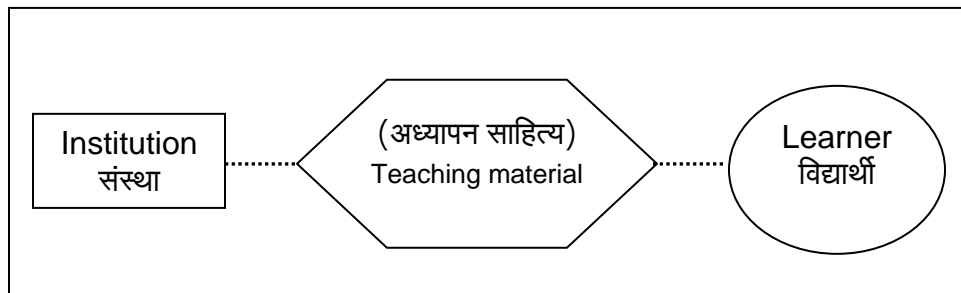 Institution
संस्था
(अध्यापन साहित्य)
Teaching material
Learner
विद्यार्थी